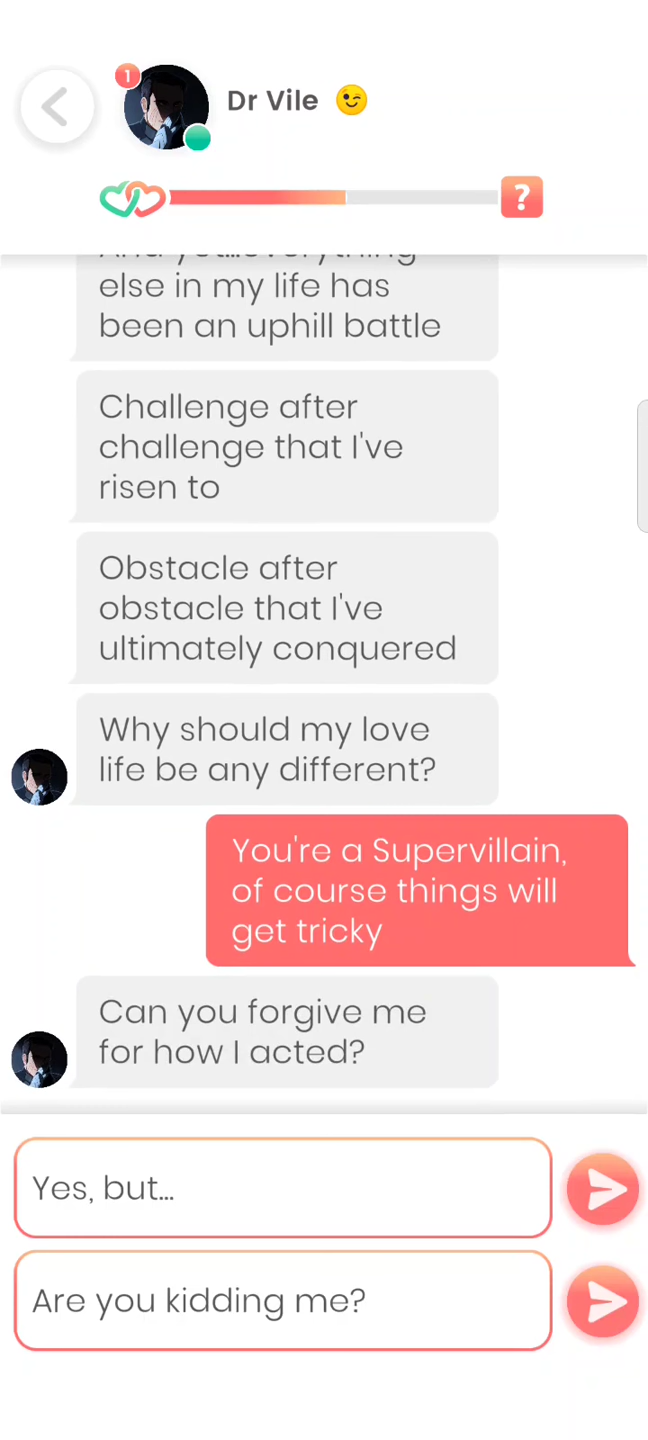 1
Dr Vile 😉
?
else in my life has
been an uphill battle
Challenge after
challenge that I've
risen to
Obstacle after
obstacle that I've
ultimately conquered
Why should my love
life be any different?
You're a Supervillain,
of course things will
get tricky
Can you forgive me
for how I acted?
Yes, but...
Are you kidding me?